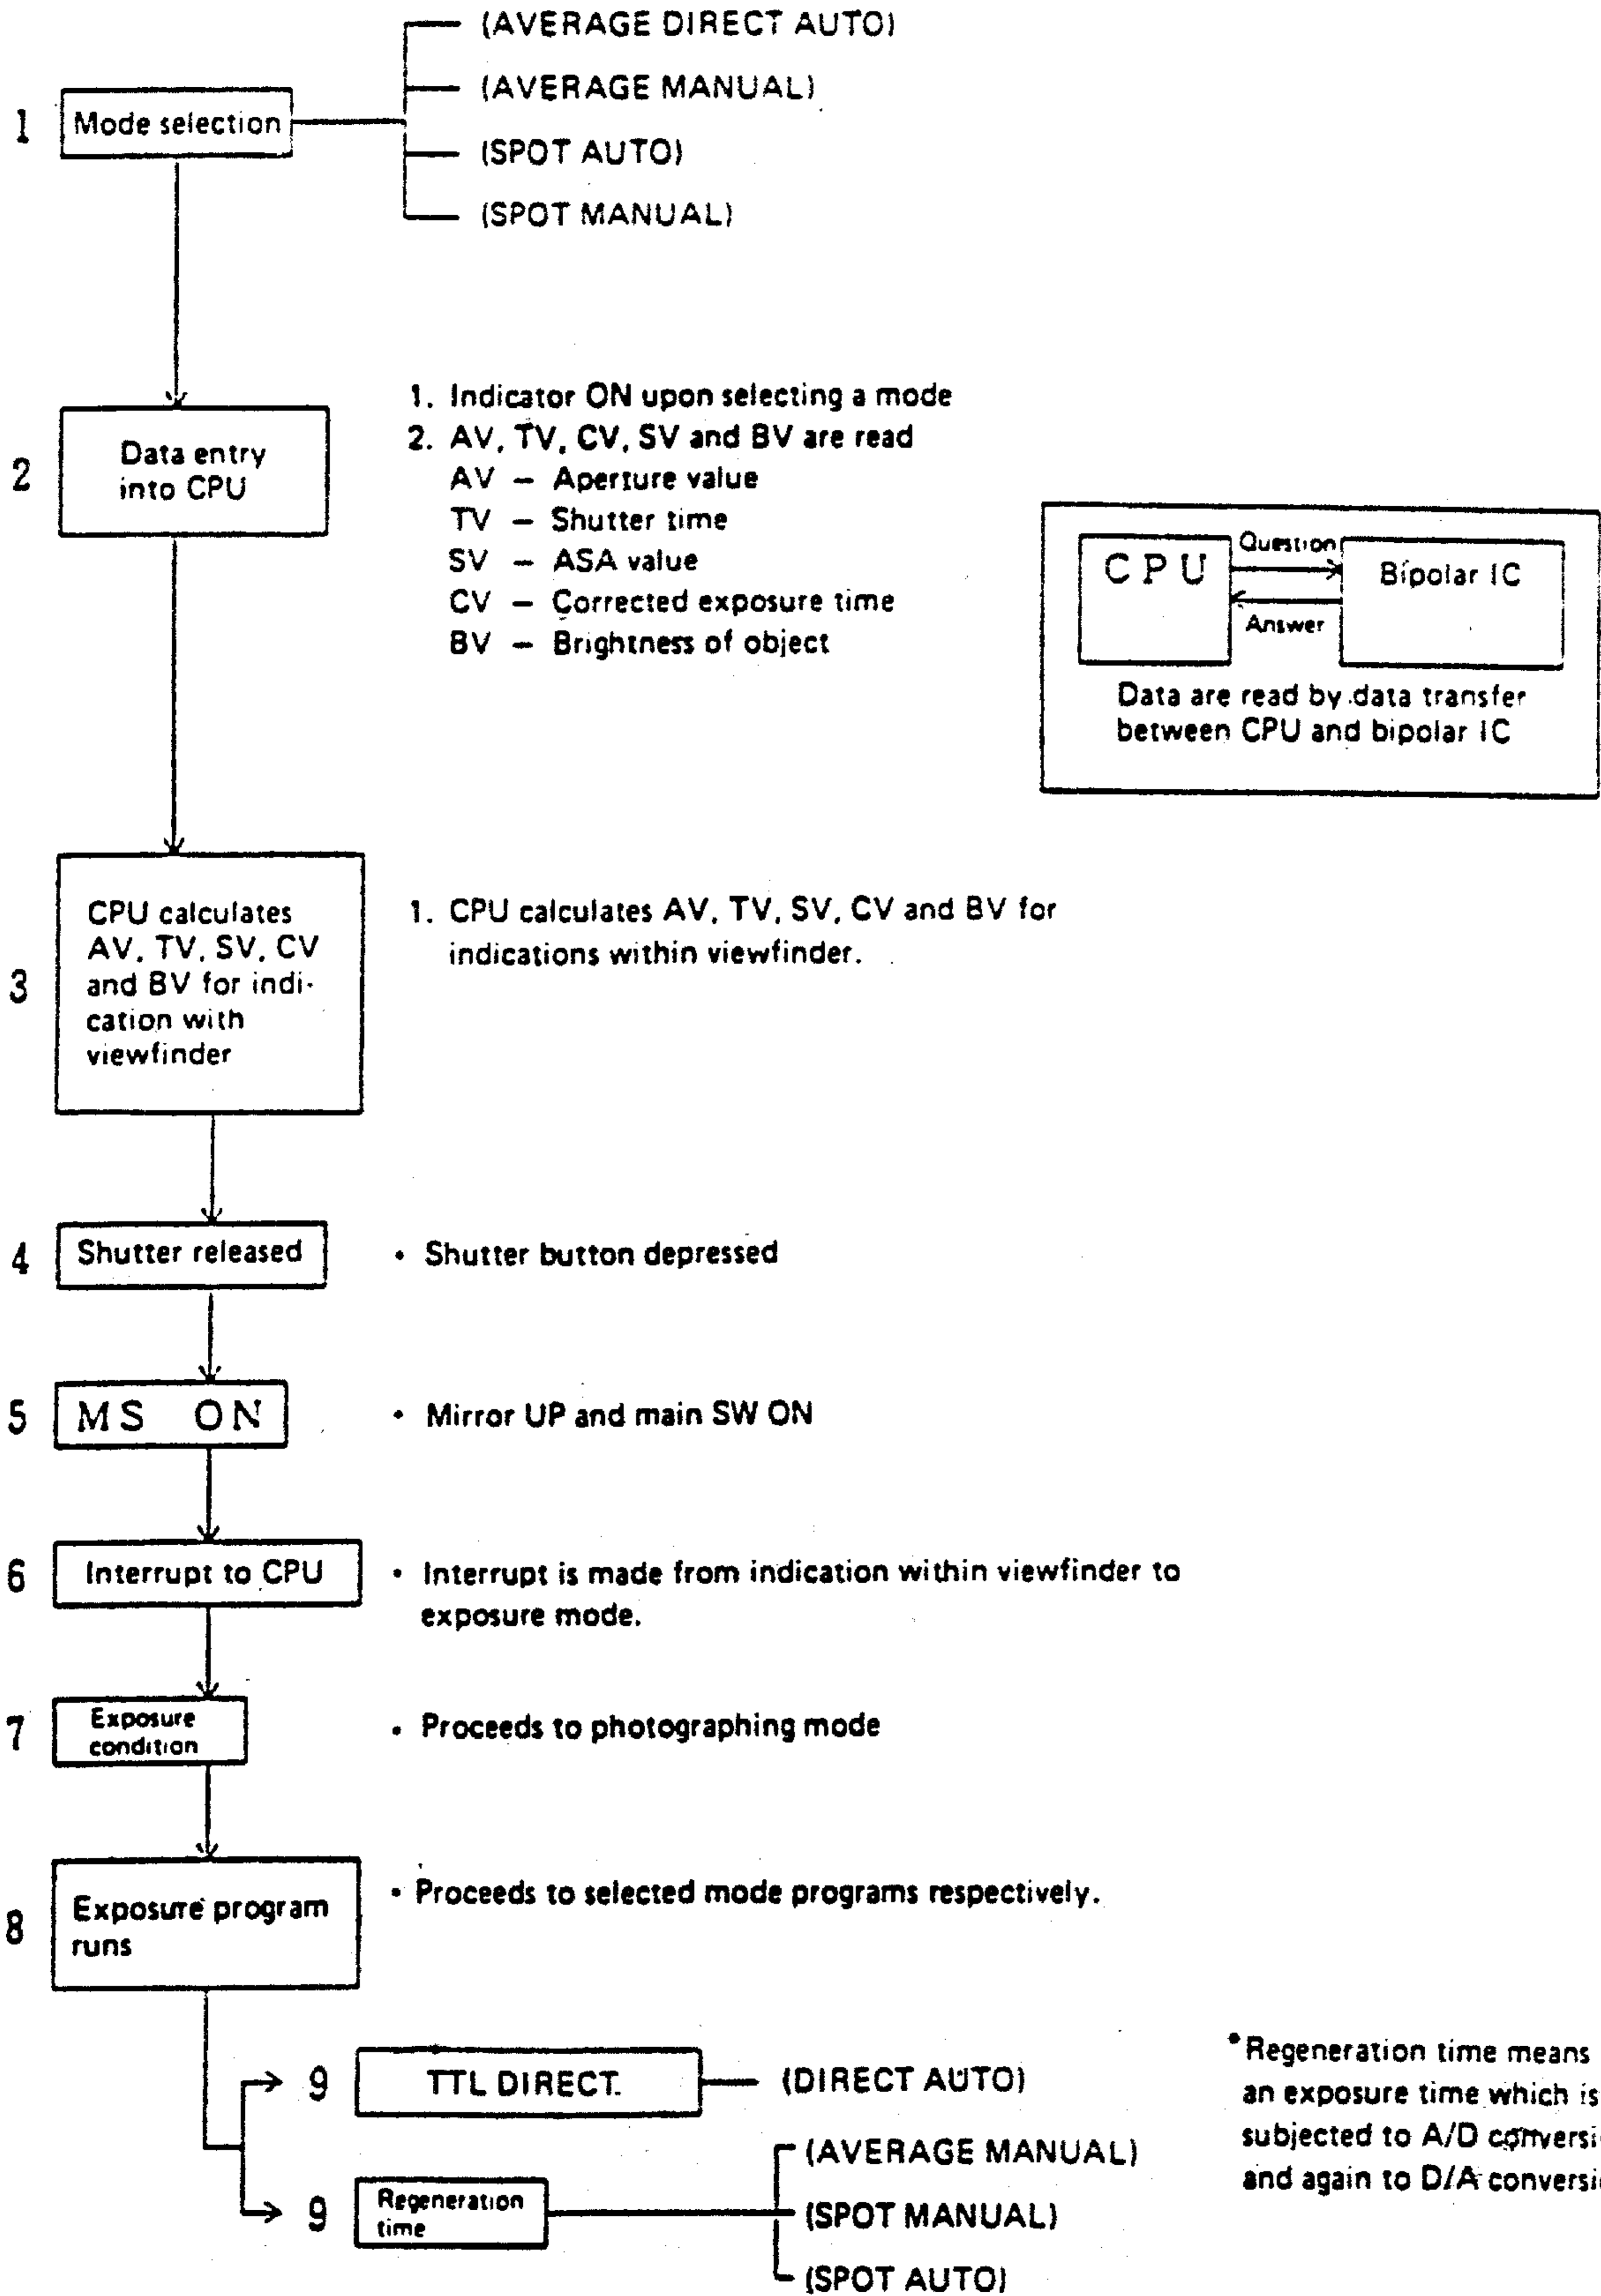 (AVERAGE DIRECT AUTO)
(AVERAGE MANUAL)
1 Mode selection
(SPOT AUTO)
(SPOT MANUAL)
2
Data entry
into CPU
1. Indicator ON upon selecting a mode
2. AV, TV, CV, SV and BV are read
AV – Aperture value
TV – Shutter time
SV – ASA value
CV – Corrected exposure time
BV – Brightness of object
CPU
Question
Bipolar IC
Answer
Data are read by data transfer
between CPU and bipolar IC
3
CPU calculates
AV, TV, SV, CV
and BV for indi-
cation with
viewfinder
1. CPU calculates AV, TV, SV, CV and BV for
indications within viewfinder.
4 Shutter released
• Shutter button depressed
5 MS ON
• Mirror UP and main SW ON
6 Interrupt to CPU
• Interrupt is made from indication within viewfinder to
exposure mode.
7
Exposure
condition
• Proceeds to photographing mode
8
Exposure program
runs
• Proceeds to selected mode programs respectively.
9 TTL DIRECT. (DIRECT AUTO)
9
Regeneration
time
(AVERAGE MANUAL)
(SPOT MANUAL)
(SPOT AUTO)
*Regeneration time means
an exposure time which is
subjected to A/D conversi
and again to D/A conversi